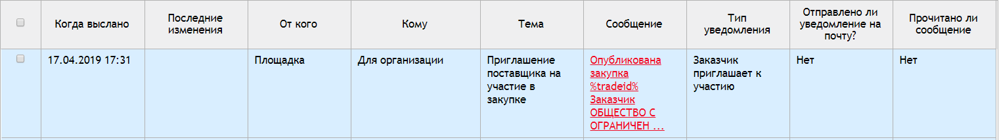 Когда выслано
Последние
изменения
От кого
Кому
Тема
Сообщение
Тип
уведомления
Отправлено ли
уведомление на
почту?
Прочитано ли
сообщение
17.04.2019 17:31
Площадка
Для организации
Приглашение
поставщика на
участие в
закупке
Опубликована
закупка
%tradeid%
Заказчик
ОБЩЕСТВО С
ОГРАНИЧЕН ...
Заказчик
приглашает к
участию
Нет
Нет